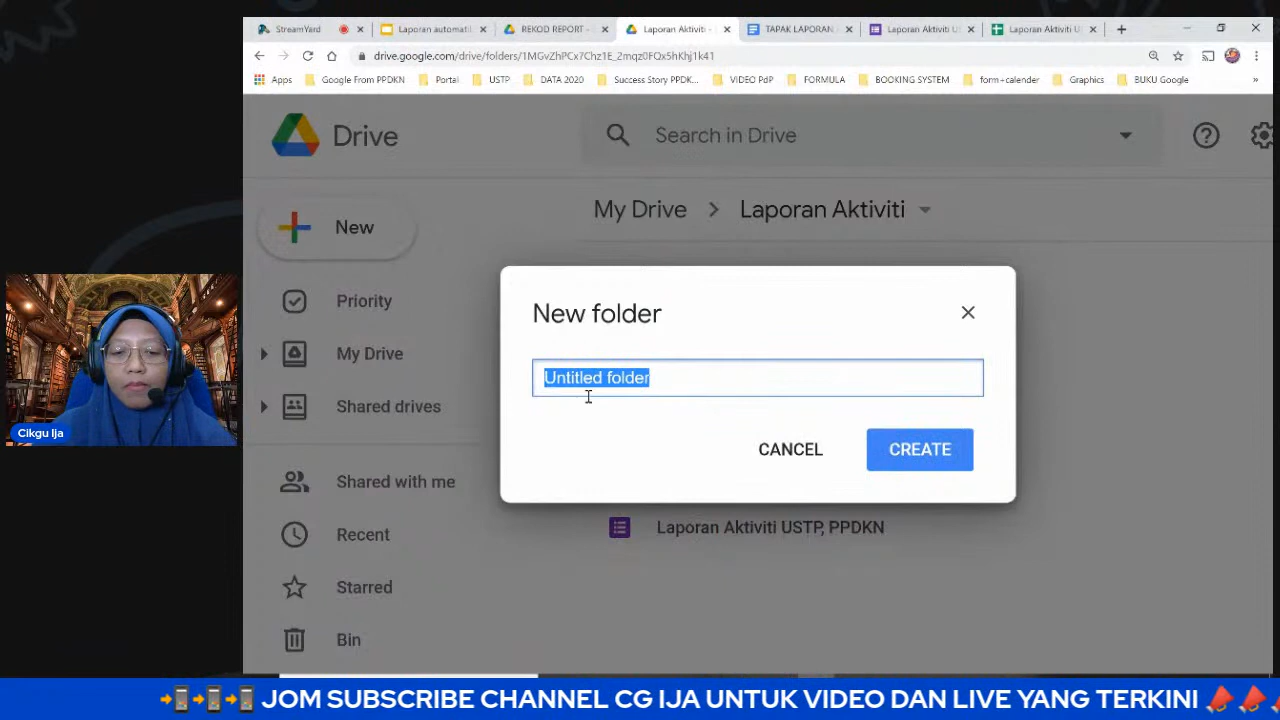 StreamYard
Laporan automati
REKOD REPORT -
Laporan Aktiviti -
TAPAK LAPORAN
Laporan Aktiviti U
Laporan Aktiviti U
drive.google.com/drive/folders/1MGvZhPCx7Chz1E_2mqz0FQx5hKhj1k41
Apps
Google From PPDKN
Portal
USTP
DATA 2020
Success Story PPDK...
VIDEO PdP
FORMULA
BOOKING SYSTEM
form+calender
Graphics
BUKU Google
Drive
Search in Drive
New
My Drive > Laporan Aktiviti
Priority
My Drive
Shared drives
Shared with me
Recent
Starred
Bin
New folder
Untitled folder
CANCEL
CREATE
Laporan Aktiviti USTP, PPDKN
Cikgu Ija
JOM SUBSCRIBE CHANNEL CG IJA UNTUK VIDEO DAN LIVE YANG TERKINI